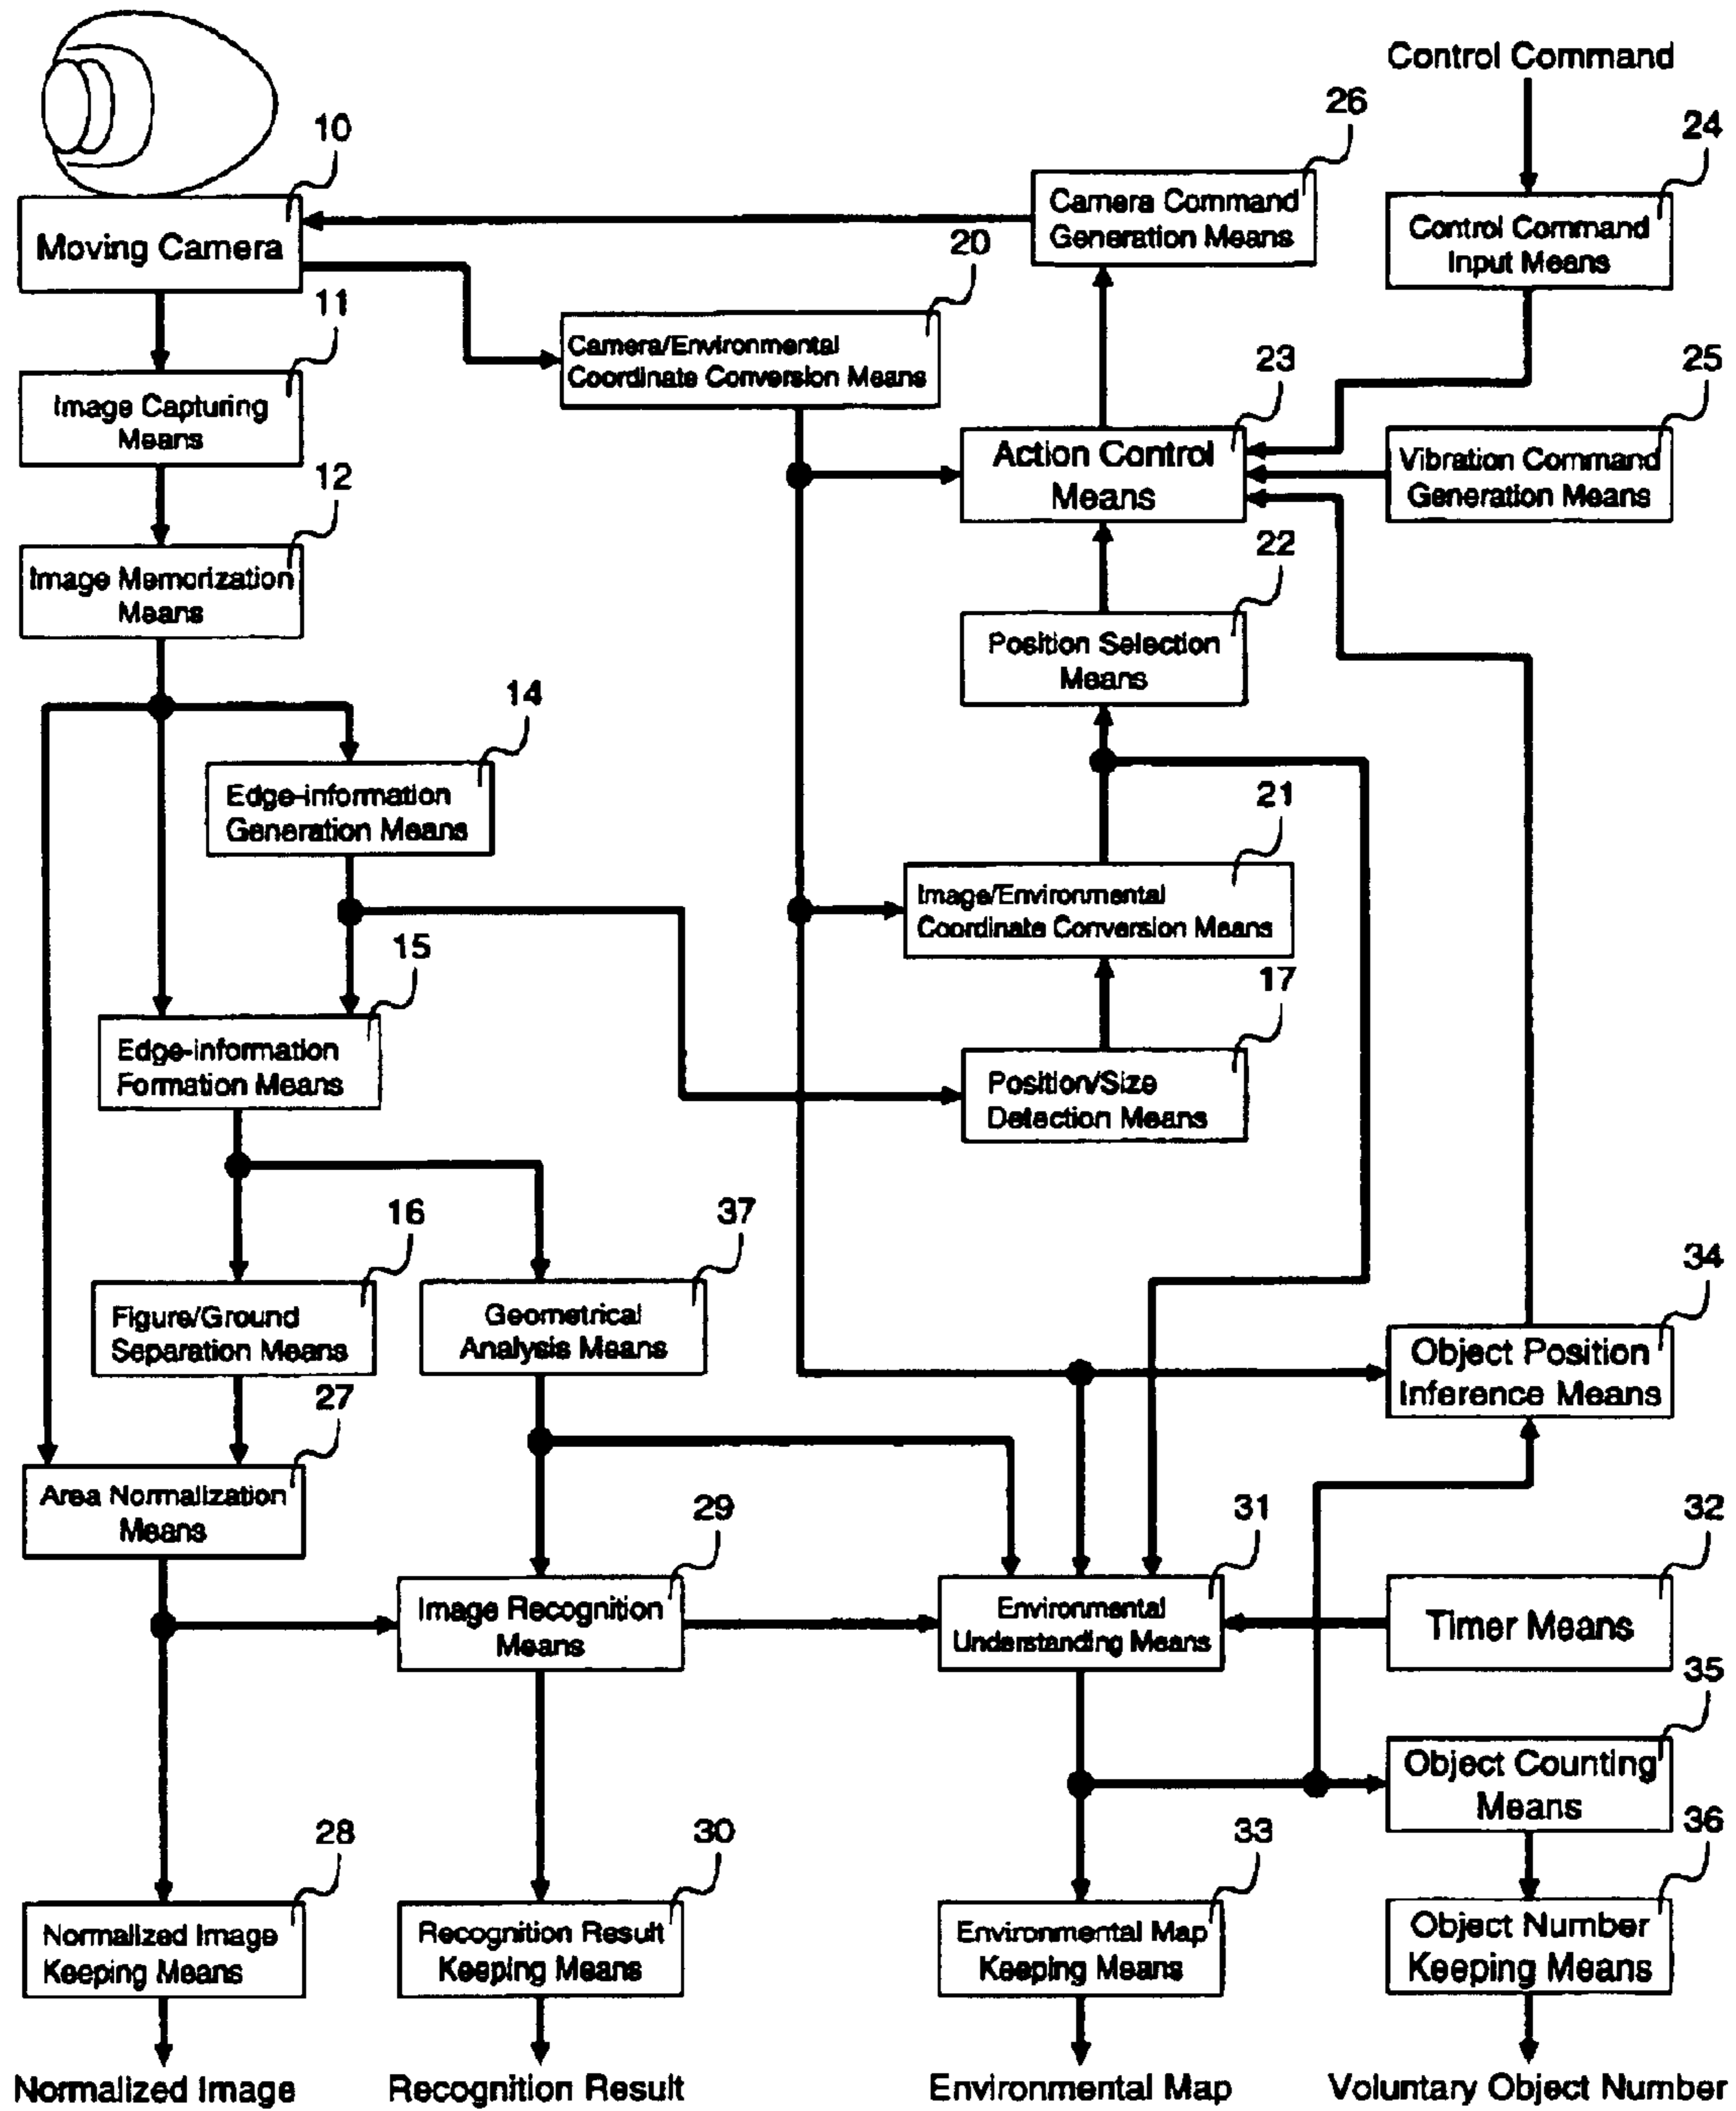 Control Command
26
24
10
Camera Command
Generation Means
Control Command
Input Means
20
Moving Camera
11
Camera/Environmental
Coordinate Conversion Means
23
25
Image Capturing
Means
Action Control
Means
Vibration Command
Generation Means
12
22
Image Memorization
Means
Position Selection
Means
14
Edge-information
Generation Means
21
Image/Environmental
Coordinate Conversion Means
15
17
Edge-information
Formation Means
Position/Size
Detection Means
16
37
34
Figure/Ground
Separation Means
Geometrical
Analysis Means
Object Position
Inference Means
27
Area Normalization
Means
29
31
32
Image Recognition
Means
Environmental
Understanding Means
Timer Means
35
Object Counting
Means
28
30
33
36
Normalized Image
Keeping Means
Recognition Result
Keeping Means
Environmental Map
Keeping Means
Object Number
Keeping Means
Normalized Image
Recognition Result
Environmental Map
Voluntary Object Number